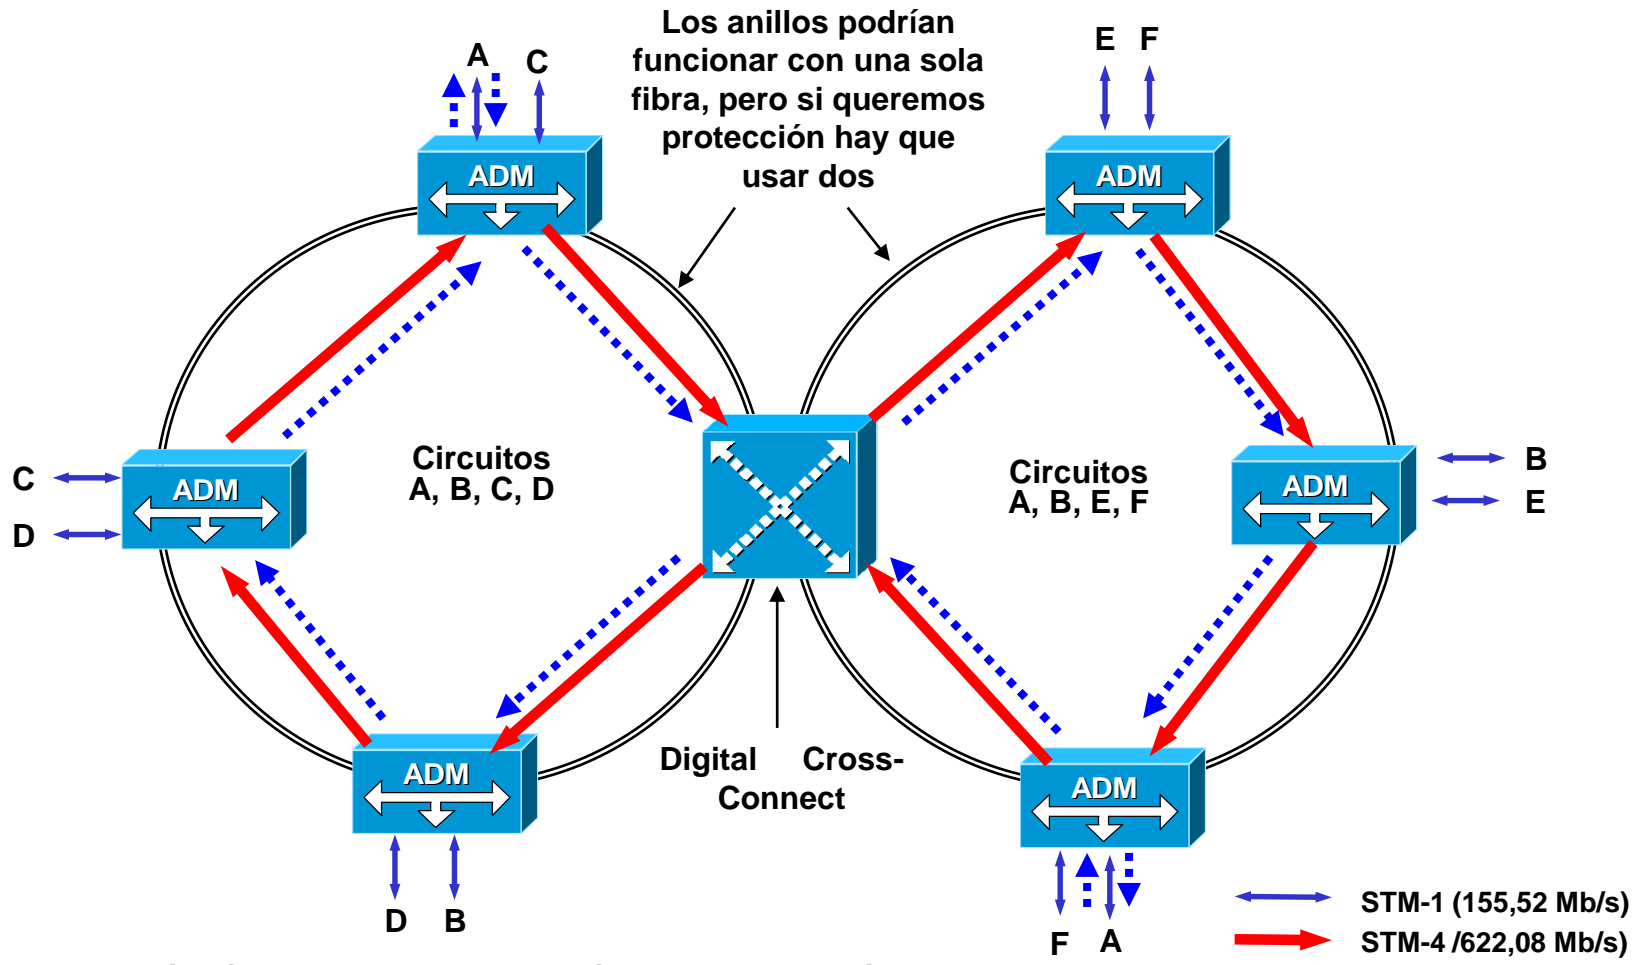 Los anillos podrían
funcionar con una sola
fibra, pero si queremos
protección hay que
usar dos
A
C
E F
ADM
ADM
C
D
ADM
Circuitos
A, B, C, D
Circuitos
A, B, E, F
ADM
B
E
ADM
D B
Digital Cross-
Connect
ADM
F A
STM-1 (155,52 Mb/s)
STM-4 /622,08 Mb/s)